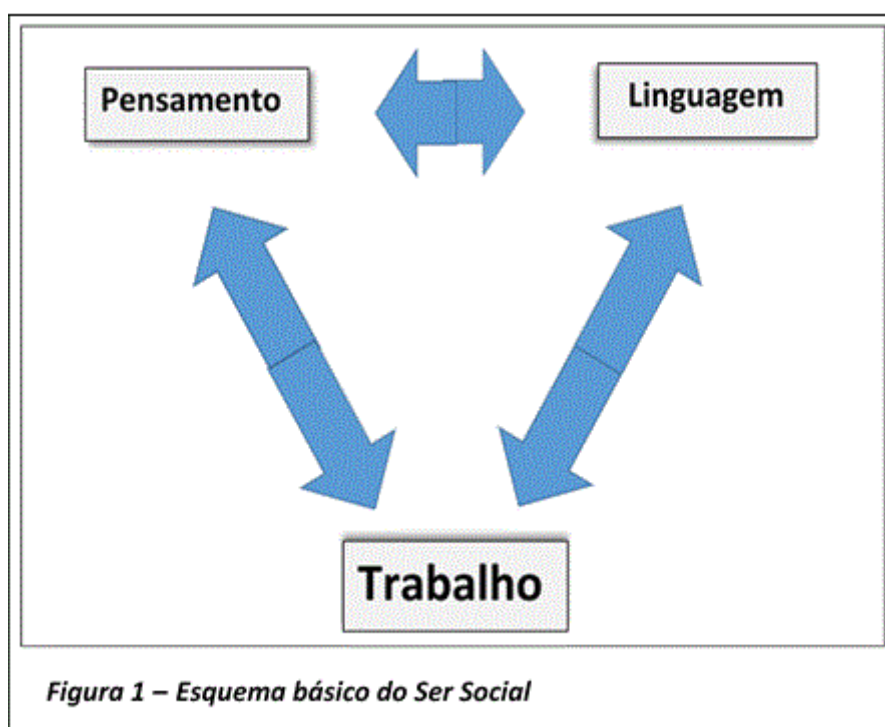 Pensamento
Linguagem
Trabalho
Figura 1 – Esquema básico do Ser Social